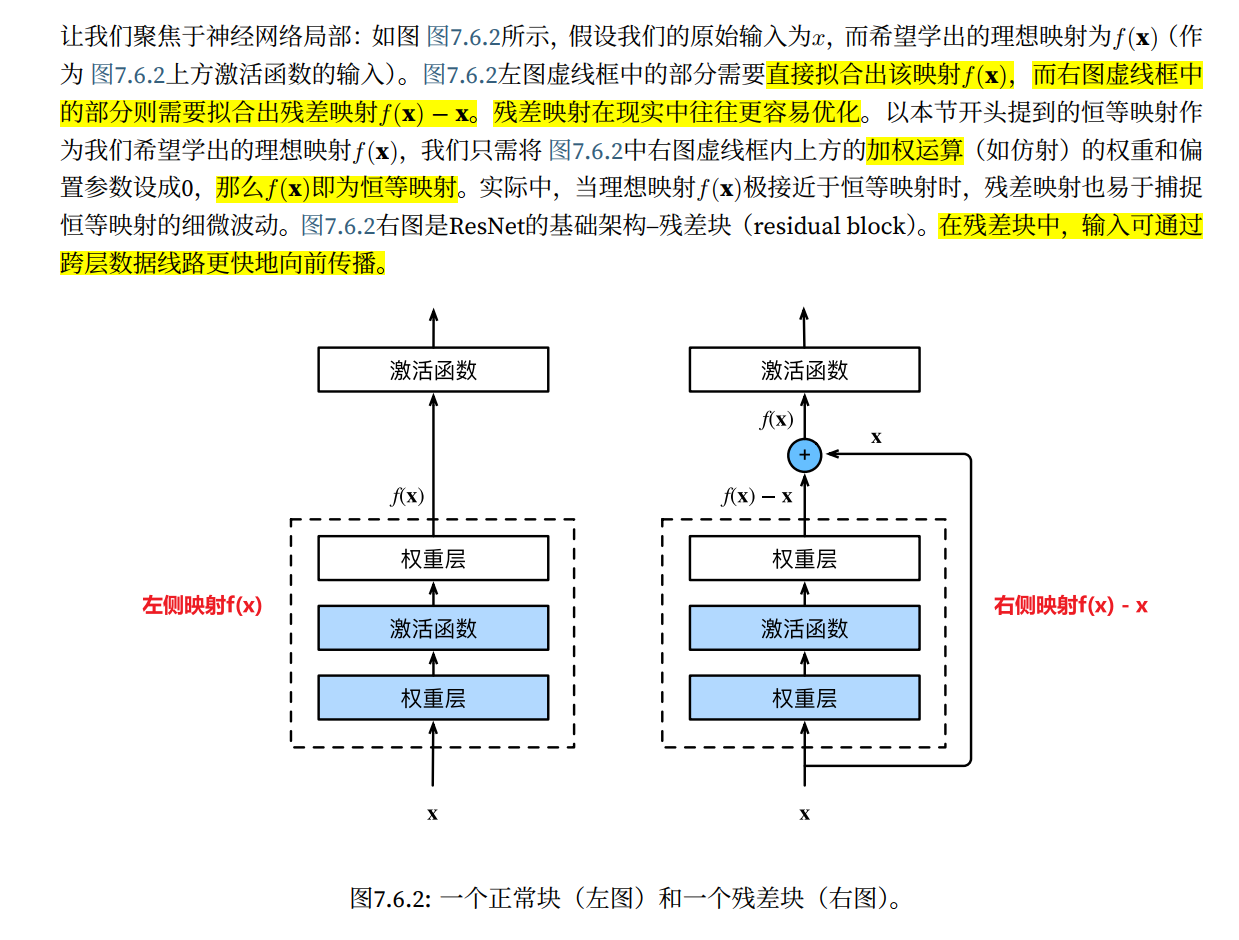 让我们聚焦于神经网络局部：如图 图7.6.2所示，假设我们的原始输入为x，而希望学出的理想映射为f(x)（作
为 图7.6.2上方激活函数的输入）。图7.6.2左图虚线框中的部分需要直接拟合出该映射f(x)，而右图虚线框中
的部分则需要拟合出残差映射f(x) − x。残差映射在现实中往往更容易优化。以本节开头提到的恒等映射作
为我们希望学出的理想映射f(x)，我们只需将 图7.6.2中右图虚线框内上方的加权运算（如仿射）的权重和偏
置参数设成0，那么f(x)即为恒等映射。实际中，当理想映射f(x)极接近于恒等映射时，残差映射也易于捕捉
恒等映射的细微波动。图7.6.2右图是ResNet的基础架构–残差块（residual block）。在残差块中，输入可通过
跨层数据线路更快地向前传播。
激活函数
f(x)
权重层
激活函数
权重层
x
左侧映射f(x)
激活函数
f(x)
+
x
f(x) − x
权重层
激活函数
权重层
x
右侧映射f(x) - x
图7.6.2: 一个正常块（左图）和一个残差块（右图）。